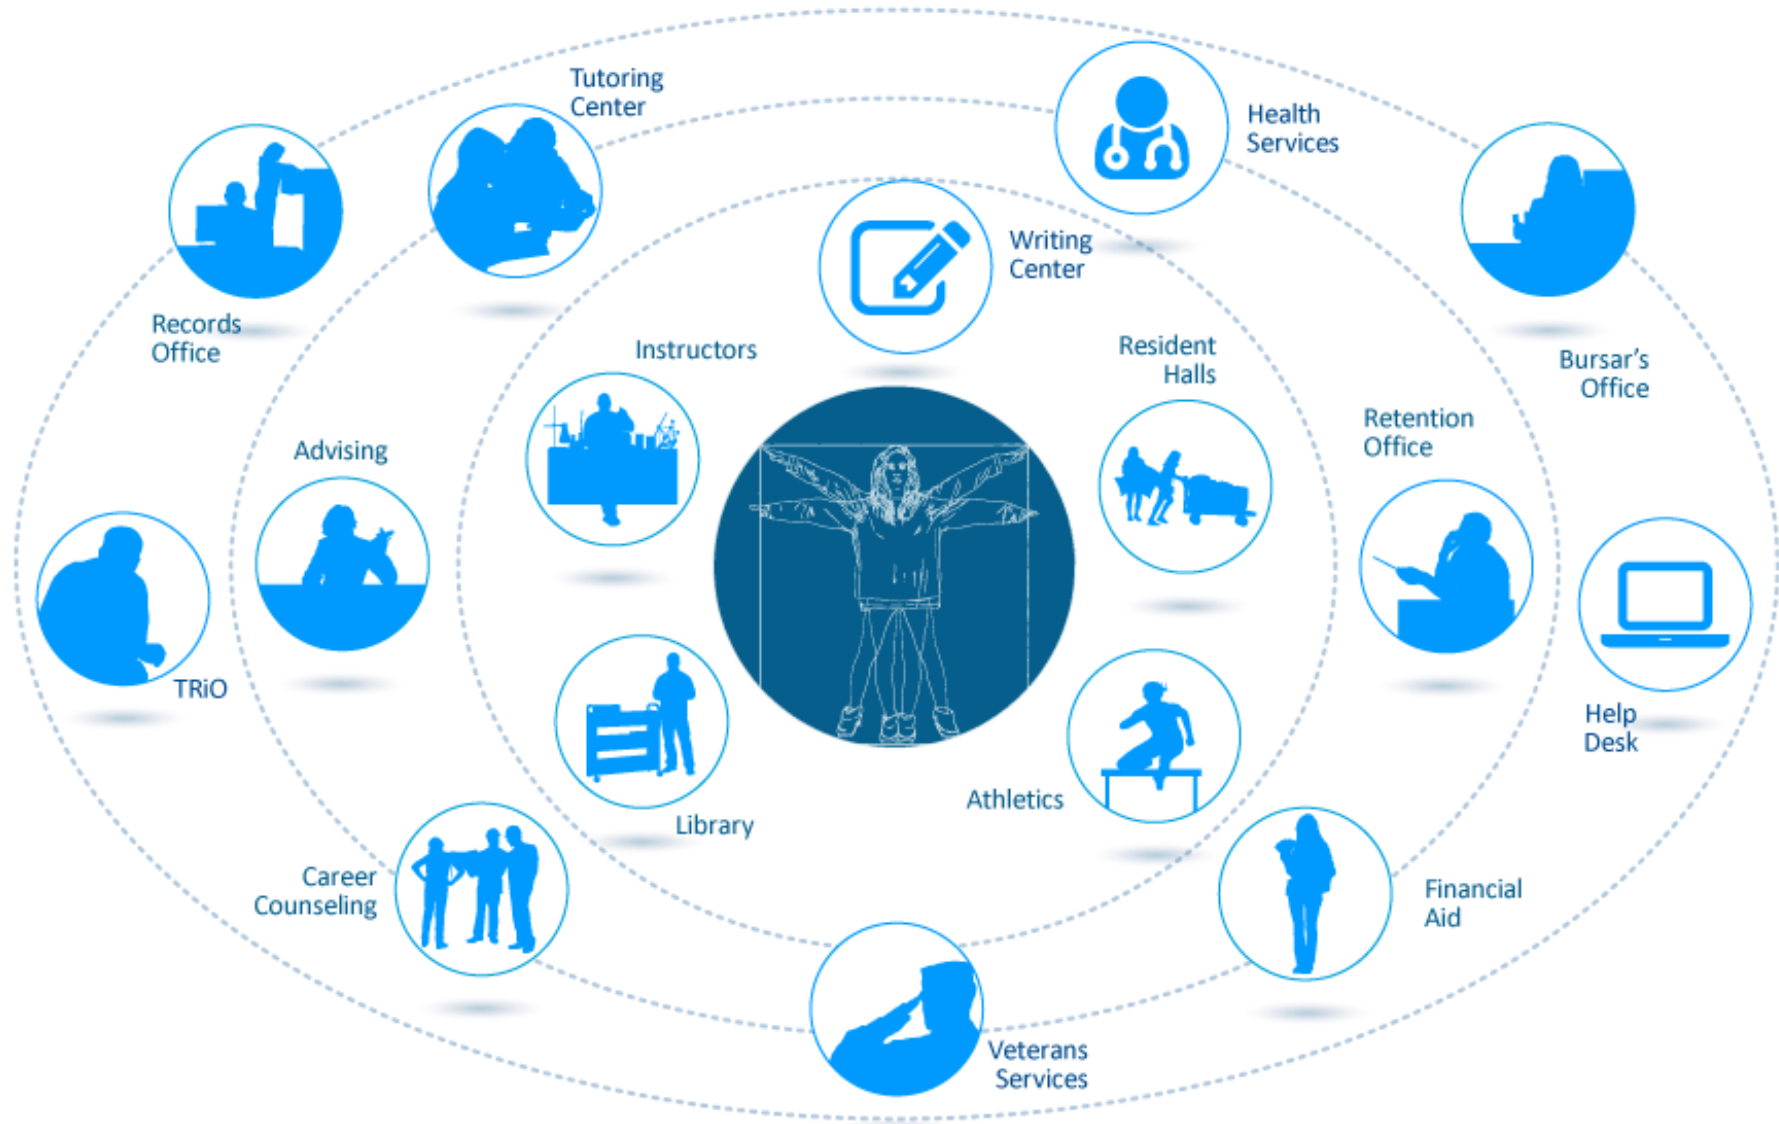 Tutoring
Center
Health
Services
Writing
Center
Records
Office
Instructors
Resident
Halls
Bursar's
Office
Retention
Office
Advising
TRiO
Help
Desk
Athletics
Library
Career
Counseling
Financial
Aid
Veterans
Services